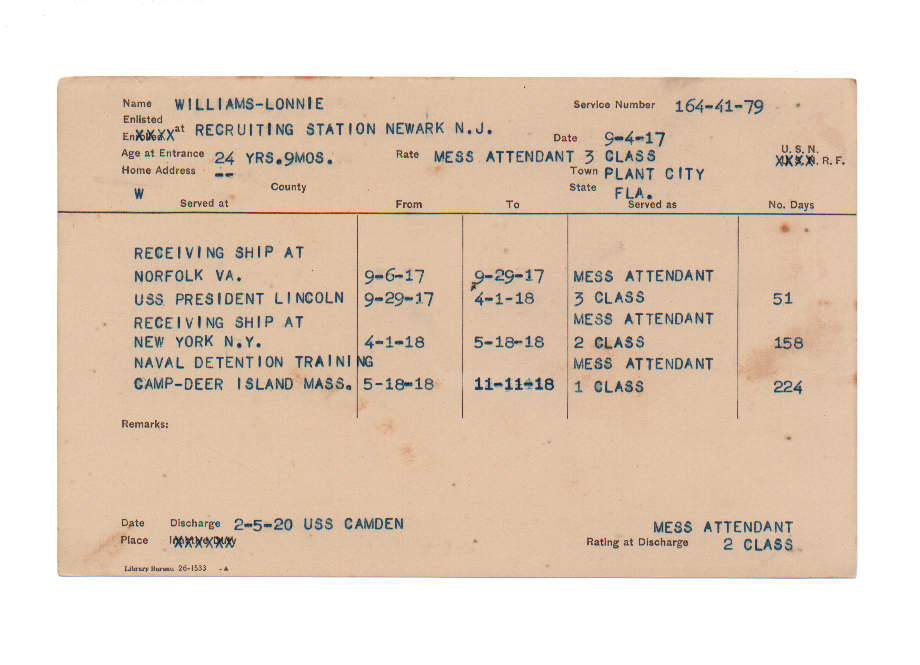 Name WILLIAMS-LONNIE Service Number 164-41-79
Enlisted
Enrolled XXXX at RECRUITING STATION NEWARK N.J. Date 9-4-17
Age at Entrance 24 YRS.9MOS. Rate MESS ATTENDANT 3 CLASS U. S. N.
XXXX. R. F.
Home Address -- Town PLANT CITY
W County State FLA.
Served at From To Served as No. Days
RECEIVING SHIP AT
NORFOLK VA. 9-6-17 9-29-17 MESS ATTENDANT
USS PRESIDENT LINCOLN 9-29-17 4-1-18 3 CLASS 51
RECEIVING SHIP AT MESS ATTENDANT
NEW YORK N.Y. 4-1-18 5-18-18 2 CLASS 158
NAVAL DETENTION TRAINING MESS ATTENDANT
CAMP-DEER ISLAND MASS. 5-18-18 11-11-18 1 CLASS 224
Remarks:
Date Discharge 2-5-20 USS CAMDEN MESS ATTENDANT
Place XXXXXX Rating at Discharge 2 CLASS
Library Bureau 26-1533 -A